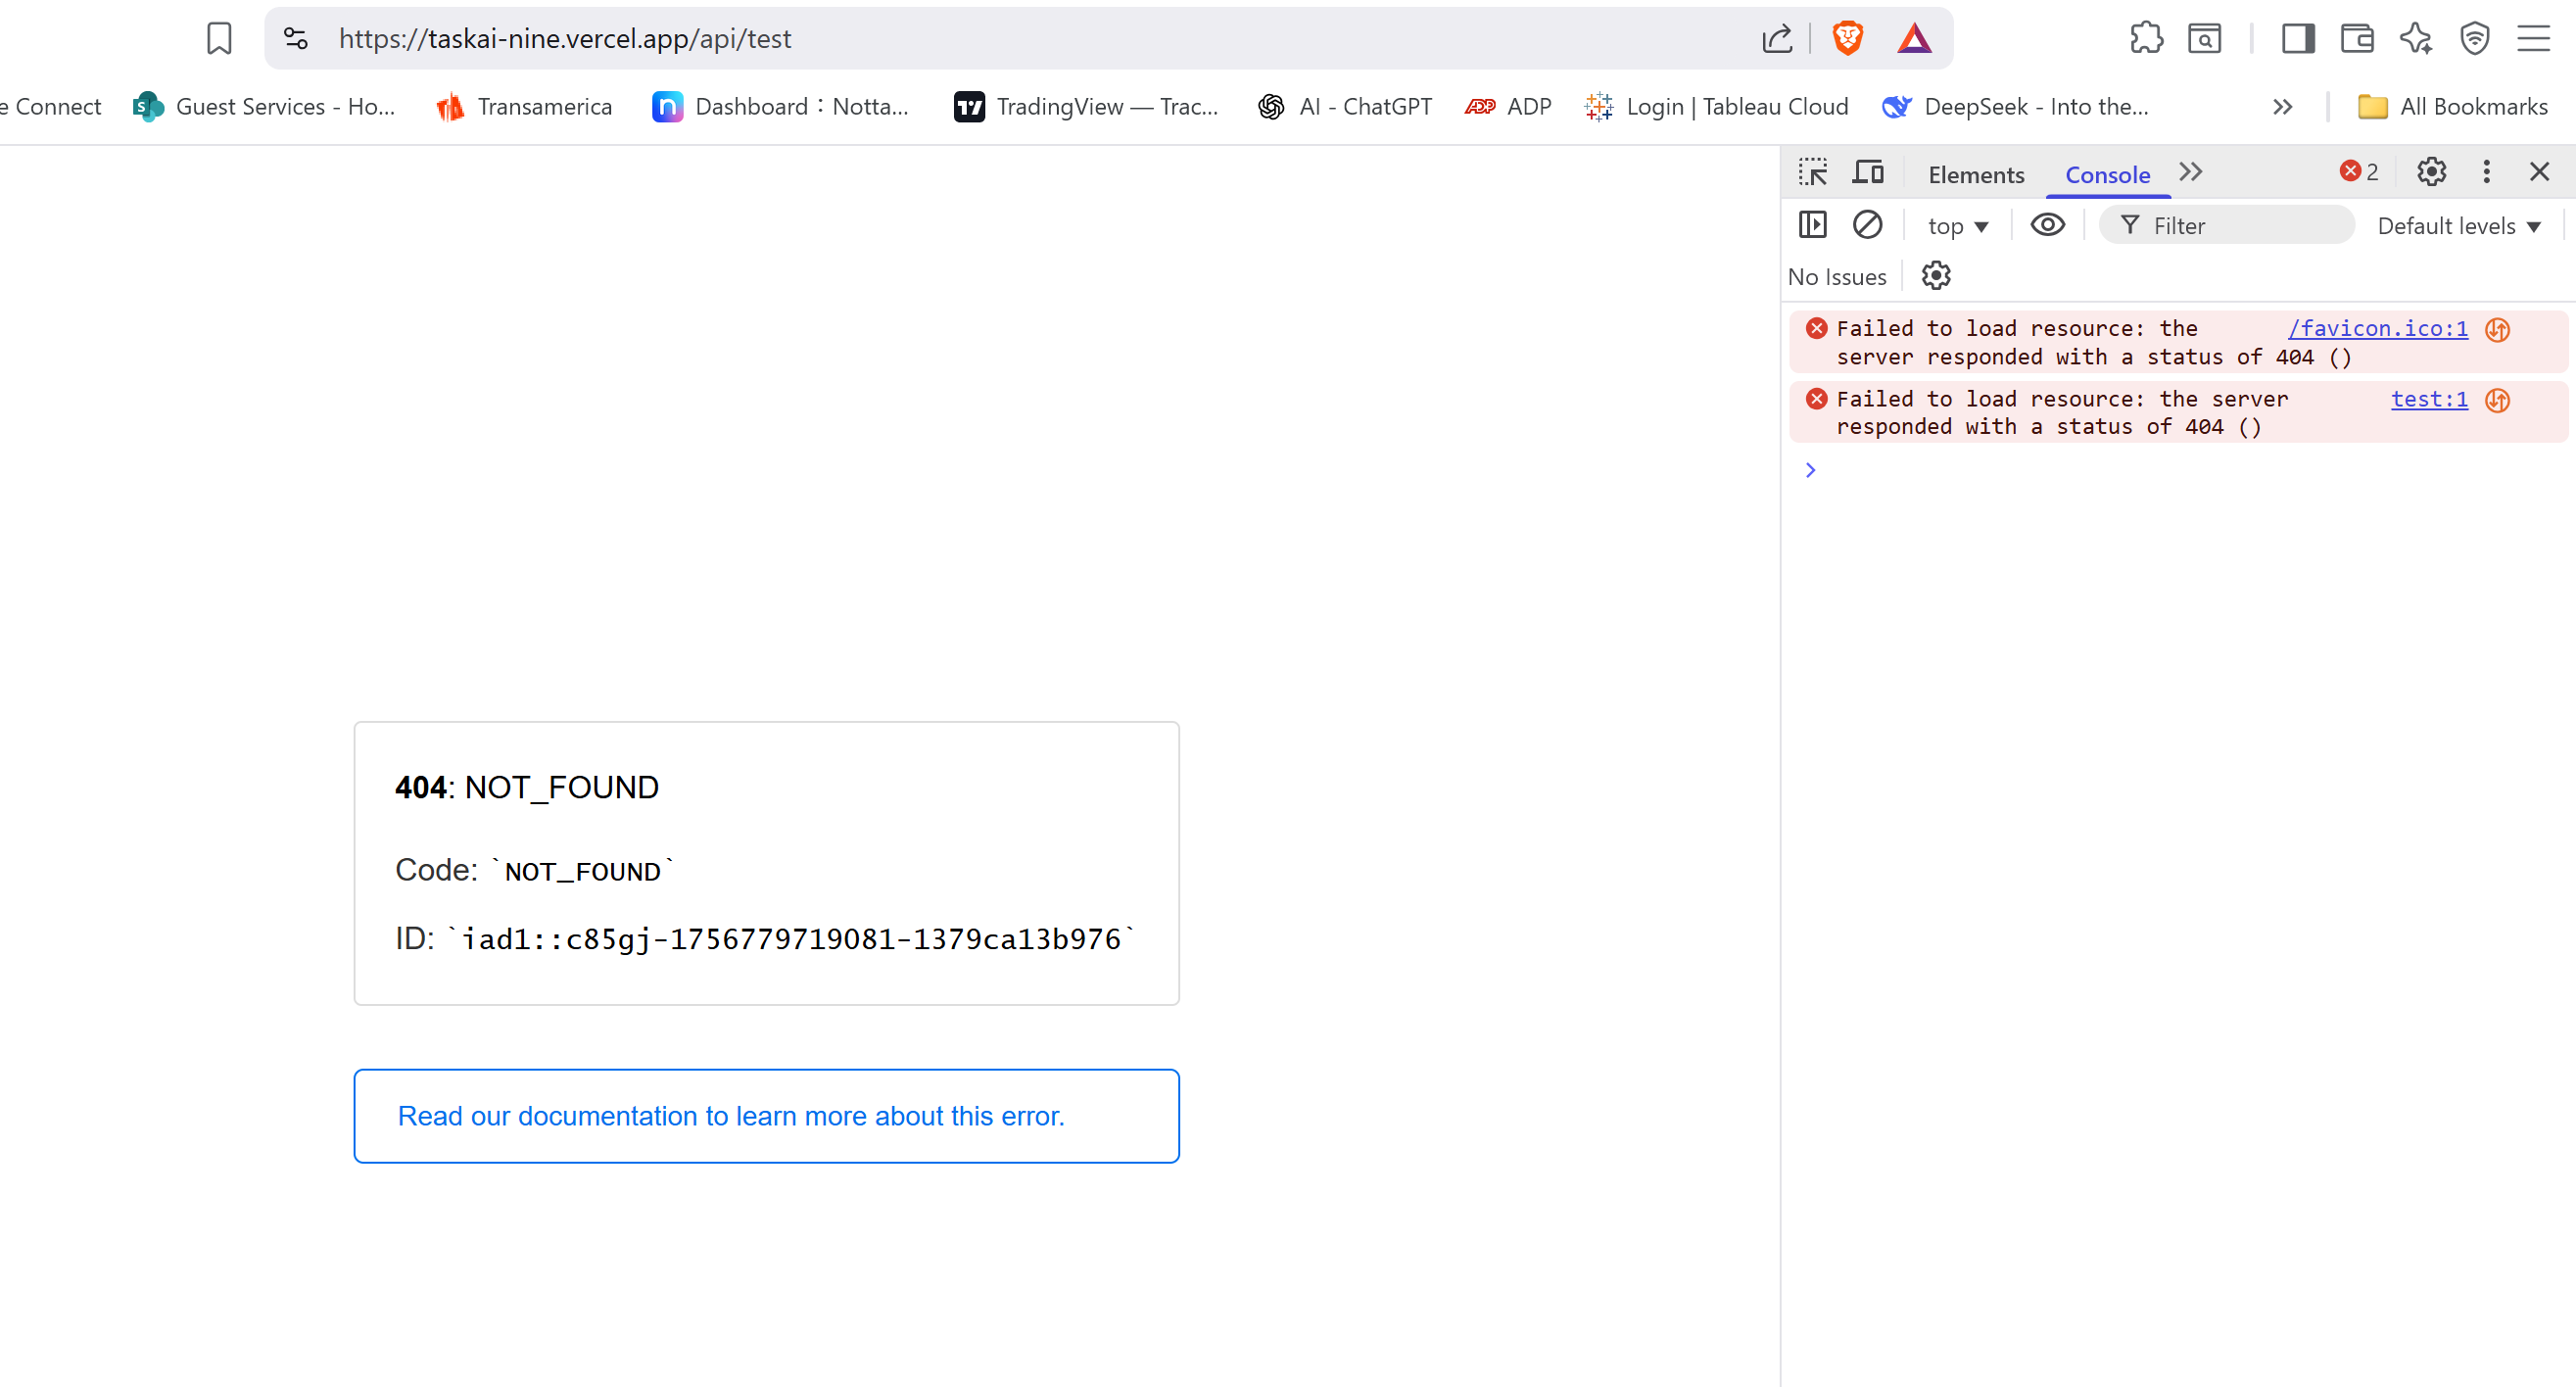 https://taskai-nine.vercel.app/api/test
e Connect
Guest Services - Ho...
Transamerica
Dashboard : Notta...
TradingView — Trac...
AI - ChatGPT
ADP
Login | Tableau Cloud
DeepSeek - Into the...
All Bookmarks
Elements
Console
2
top
Filter
Default levels
No Issues
Failed to load resource: the /favicon.ico:1
server responded with a status of 404 ()
Failed to load resource: the server test:1
responded with a status of 404 ()
404: NOT_FOUND
Code: `NOT_FOUND`
ID: `iad1::c85gj-1756779719081-1379ca13b976`
Read our documentation to learn more about this error.